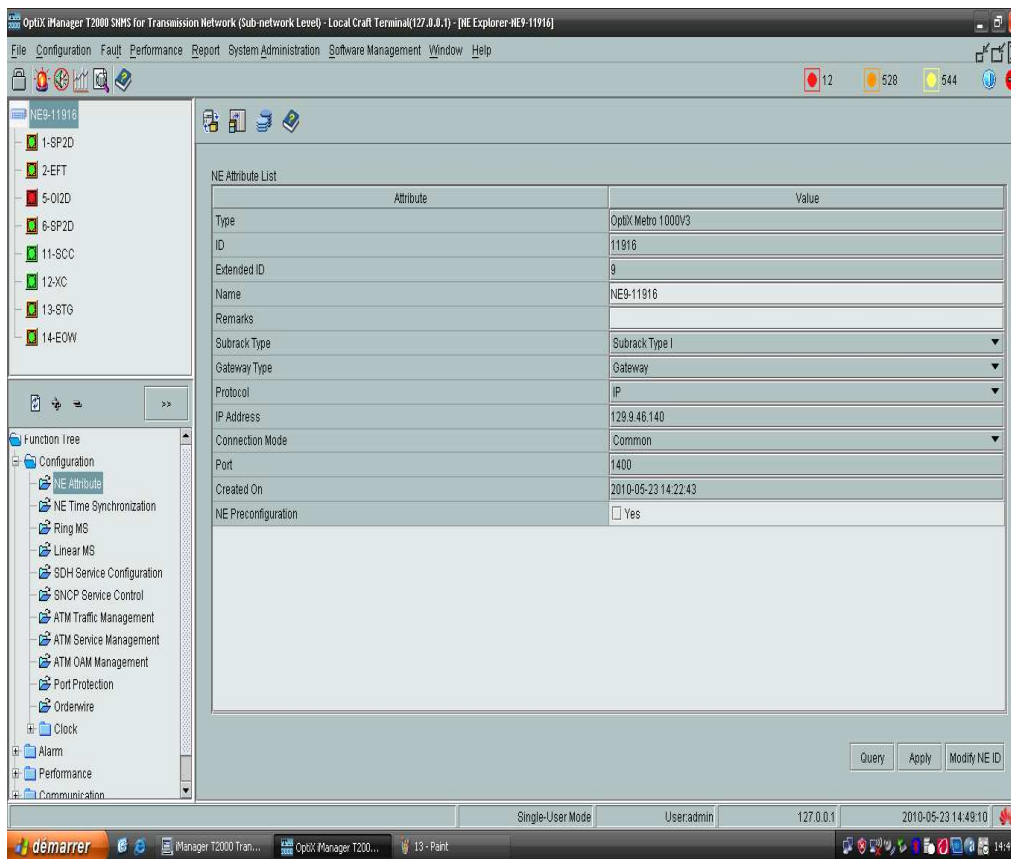 OptiX iManager T2000 SNMS for Transmission Network (Sub-network Level) - Local Craft Terminal(127.0.0.1) - [NE Explorer-NE9-11916]
File Configuration Fault Performance Report System Administration Software Management Window Help
12 528 544
NE9-11916
1-SP2D
2-EFT
5-OI2D
6-SP2D
11-SCC
12-XC
13-STG
14-EOW
>>
Function Tree
Configuration
NE Attribute
NE Time Synchronization
Ring MS
Linear MS
SDH Service Configuration
SNCP Service Control
ATM Traffic Management
ATM Service Management
ATM OAM Management
Port Protection
Orderwire
Clock
Alarm
Performance
Communication
NE Attribute List
Attribute Value
Type OptiX Metro 1000V3
ID 11916
Extended ID 9
Name NE9-11916
Remarks
Subrack Type Subrack Type I
Gateway Type Gateway
Protocol IP
IP Address 129.9.46.140
Connection Mode Common
Port 1400
Created On 2010-05-23 14:22:43
NE Preconfiguration Yes
Query Apply Modify NE ID
Single-User Mode User:admin 127.0.0.1 2010-05-23 14:49:10
démarrer iManager T2000 Tran... OptiX iManager T200... 13 - Paint 14:4